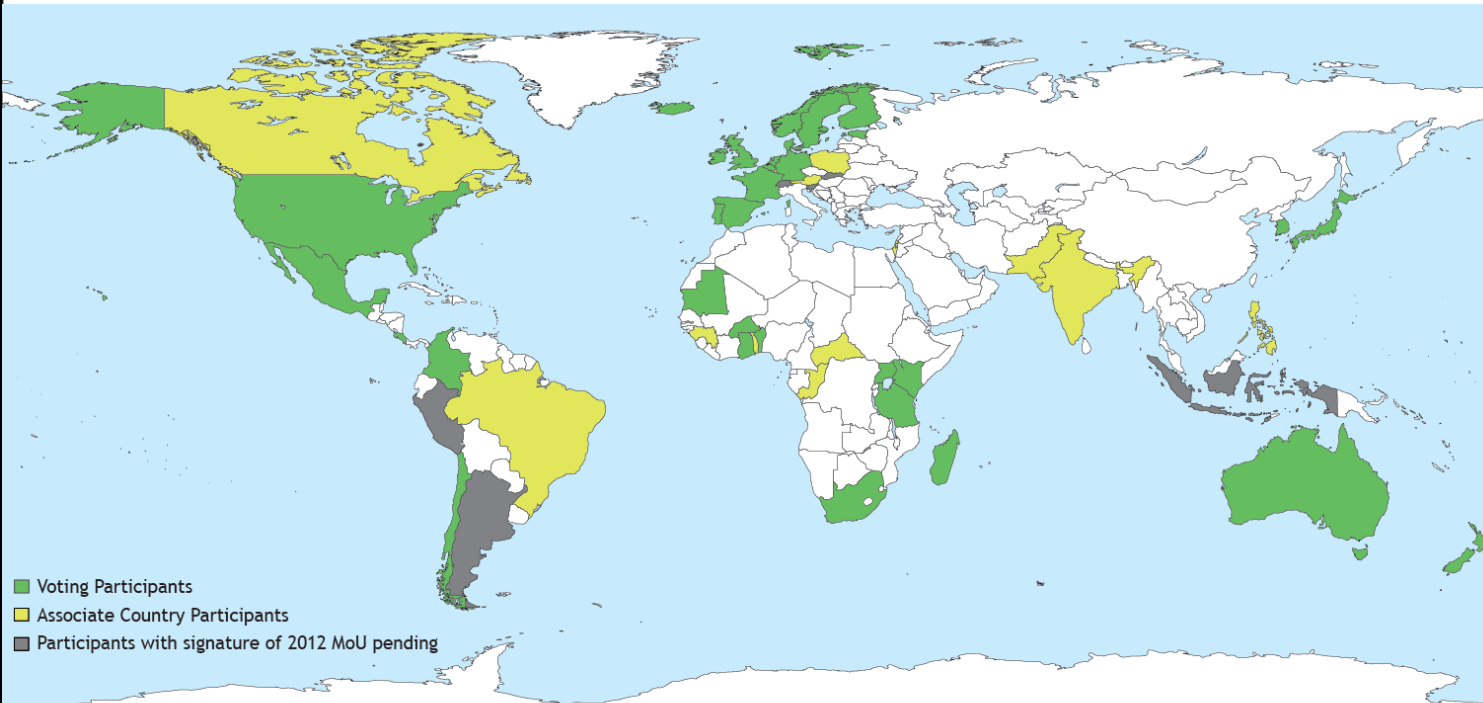 Voting Participants
Associate Country Participants
Participants with signature of 2012 MoU pending